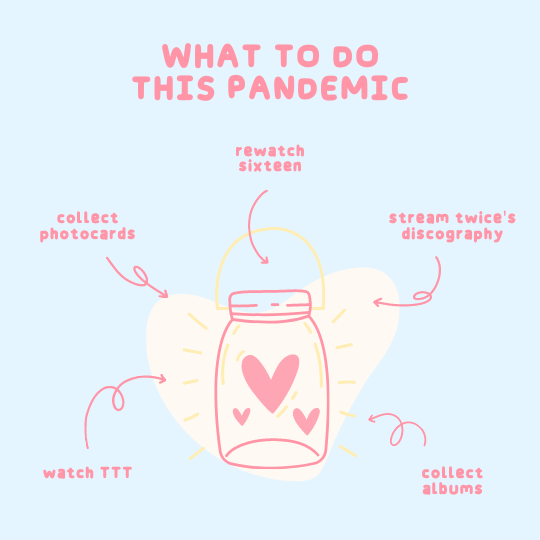 WHAT TO DO
THIS PANDEMIC
rewatch
sixteen
collect
photocards
stream twice's
discography
watch TTT
collect
albums